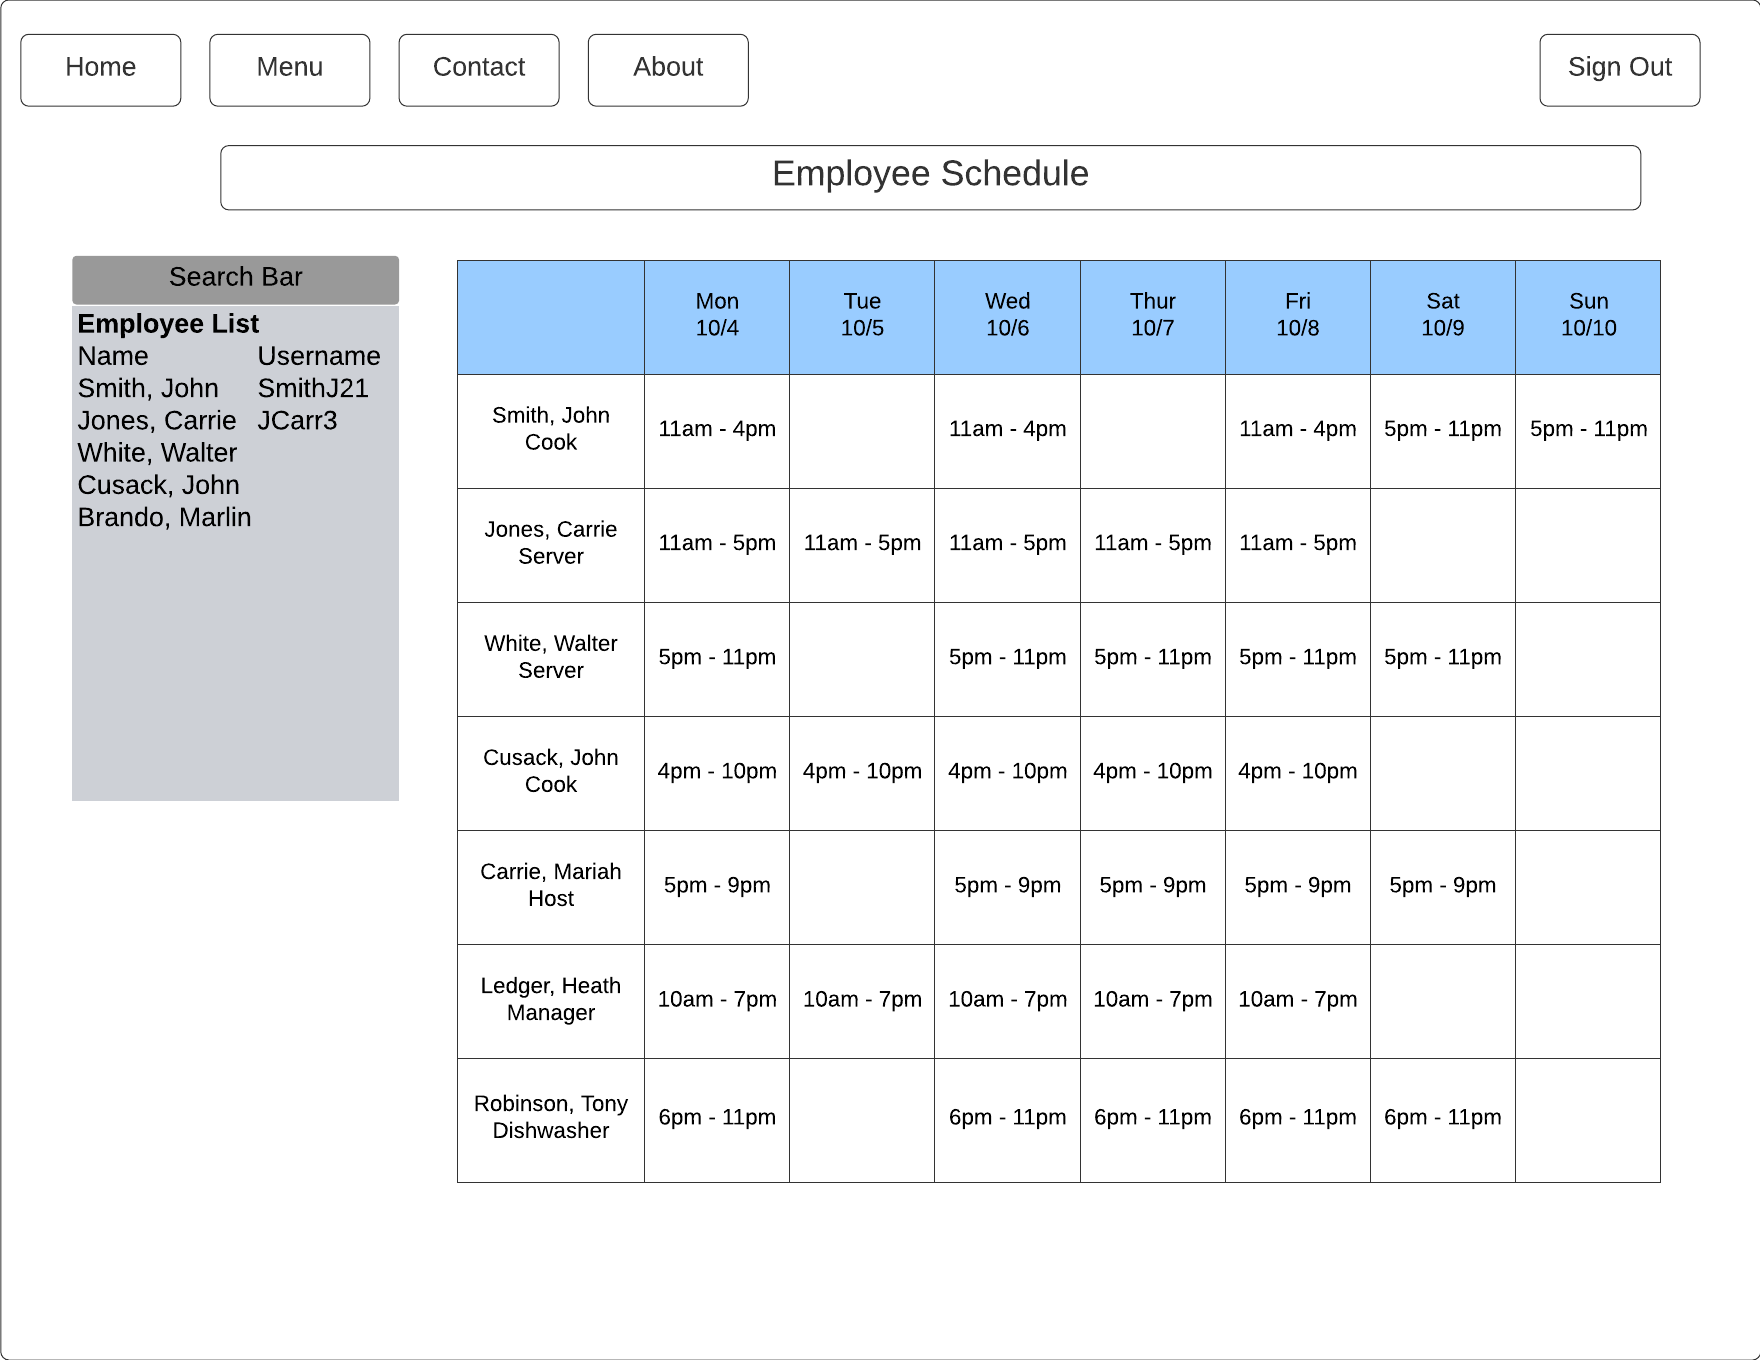 Home Menu Contact About Sign Out
Employee Schedule
Search Bar
Employee List
Name Username
Smith, John SmithJ21
Jones, Carrie JCarr3
White, Walter
Cusack, John
Brando, Marlin
Mon Tue Wed Thur Fri Sat Sun
10/4 10/5 10/6 10/7 10/8 10/9 10/10
Smith, John
Cook
11am - 4pm 11am - 4pm 11am - 4pm 5pm - 11pm 5pm - 11pm
Jones, Carrie
Server
11am - 5pm 11am - 5pm 11am - 5pm 11am - 5pm 11am - 5pm
White, Walter
Server
5pm - 11pm 5pm - 11pm 5pm - 11pm 5pm - 11pm 5pm - 11pm
Cusack, John
Cook
4pm - 10pm 4pm - 10pm 4pm - 10pm 4pm - 10pm 4pm - 10pm
Carrie, Mariah
Host
5pm - 9pm 5pm - 9pm 5pm - 9pm 5pm - 9pm 5pm - 9pm
Ledger, Heath
Manager
10am - 7pm 10am - 7pm 10am - 7pm 10am - 7pm 10am - 7pm
Robinson, Tony
Dishwasher
6pm - 11pm 6pm - 11pm 6pm - 11pm 6pm - 11pm 6pm - 11pm